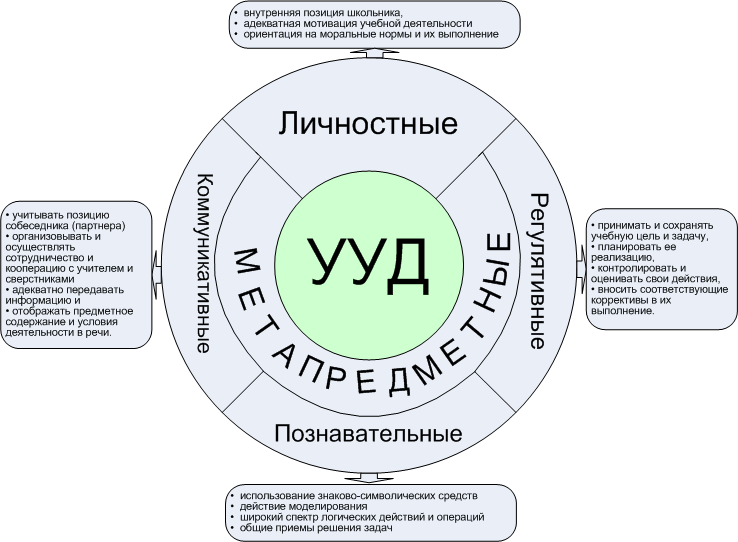 • внутренняя позиция школьника,
• адекватная мотивация учебной деятельности
• ориентация на моральные нормы и их выполнение
Личностные
Коммуникативные
Регулятивные
УУД
МЕТАПРЕДМЕТНЫЕ
Познавательные
• учитывать позицию
собеседника (партнера)
• организовывать и
осуществлять
сотрудничество и
кооперацию с учителем и
сверстниками
• адекватно передавать
информацию и
• отображать предметное
содержание и условия
деятельности в речи.
• принимать и сохранять
учебную цель и задачу,
• планировать ее
реализацию,
• контролировать и
оценивать свои действия,
• вносить соответствующие
коррективы в их
выполнение.
• использование знаково-символических средств
• действие моделирования
• широкий спектр логических действий и операций
• общие приемы решения задач